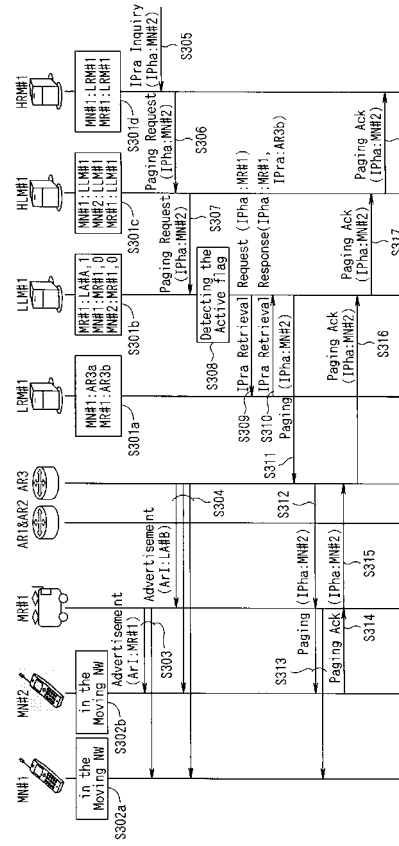 MN#1
MN#2
MR#1
AR1&AR2
AR3
LRM#1
LLM#1
HLM#1
HRM#1
in the
Moving NW
S302a
in the
Moving NW
S302b
MN#1:AR3a
MR#1:AR3b
S301a
MR#1:LA#A,
MN#1:MR#1,0
MN#2:MR#1,0
S301b
MN#1:LLM#1
MN#2:LLM#1
MR#1:LLM#1
S301c
MN#1:LRM#1
MR#1:LRM#1
S301d
Advertisement
(ArI:MR#1)
S303
Advertisement
(ArI:LA#B)
S304
IPra Inquiry
(IPha:MN#2)
S305
Paging Request
(IPha:MN#2)
S306
Paging Request
(IPha:MN#2)
S307
Detecting the
Active flag
S308
IPra Retrieval Request (IPha:MR#1)
S309
IPra Retrieval Response(IPha:MR#1,
IPra:AR3b)
S310
Paging (IPha:MN#2)
S311
S312
Paging (IPha:MN#2)
S313
Paging Ack (IPha:MN#2)
S314
S315
Paging Ack
(IPha:MN#2)
S316
Paging Ack
(IPha:MN#2)
S317
Paging Ack
(IPha:MN#2)